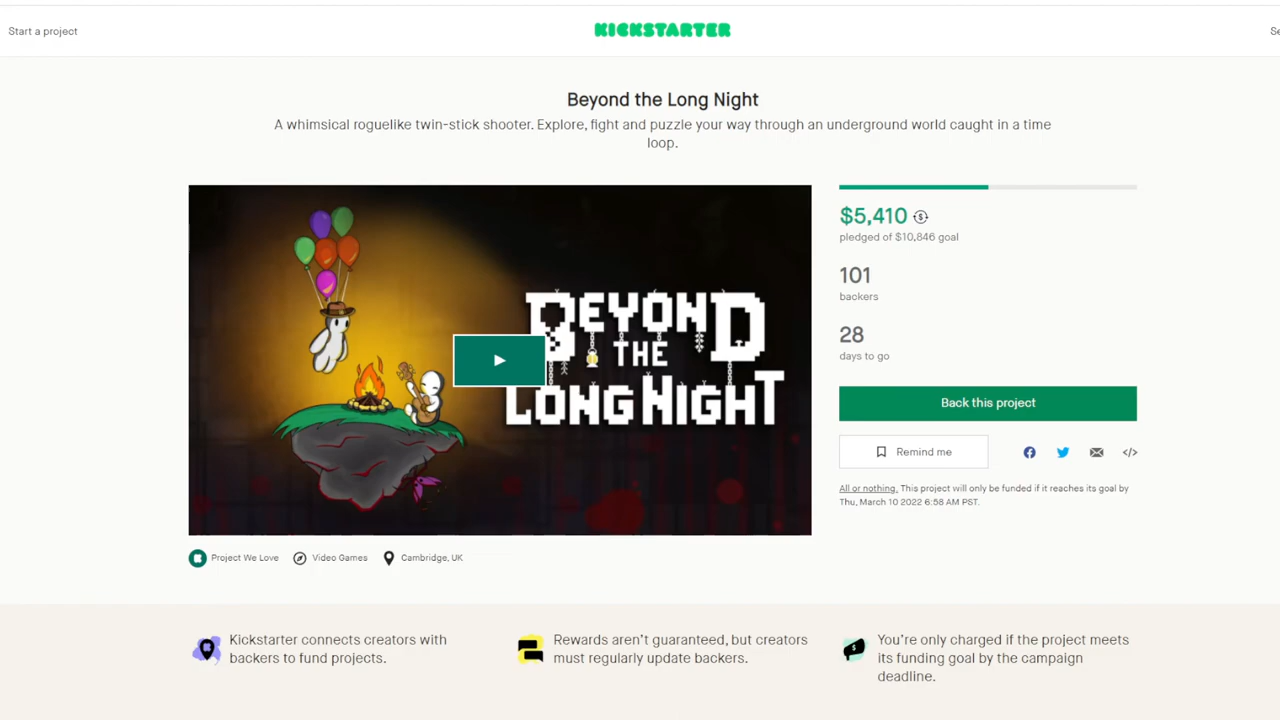 Start a project
KICKSTARTER
Se
Beyond the Long Night
A whimsical roguelike twin-stick shooter. Explore, fight and puzzle your way through an underground world caught in a time
loop.
BEYOND
THE
LONG NIGHT
$5,410
pledged of $10,846 goal
101
backers
28
days to go
Back this project
Remind me
All or nothing. This project will only be funded if it reaches its goal by
Thu, March 10 2022 6:58 AM PST.
Project We Love
Video Games
Cambridge, UK
Kickstarter connects creators with
backers to fund projects.
Rewards aren't guaranteed, but creators
must regularly update backers.
You're only charged if the project meets
its funding goal by the campaign
deadline.